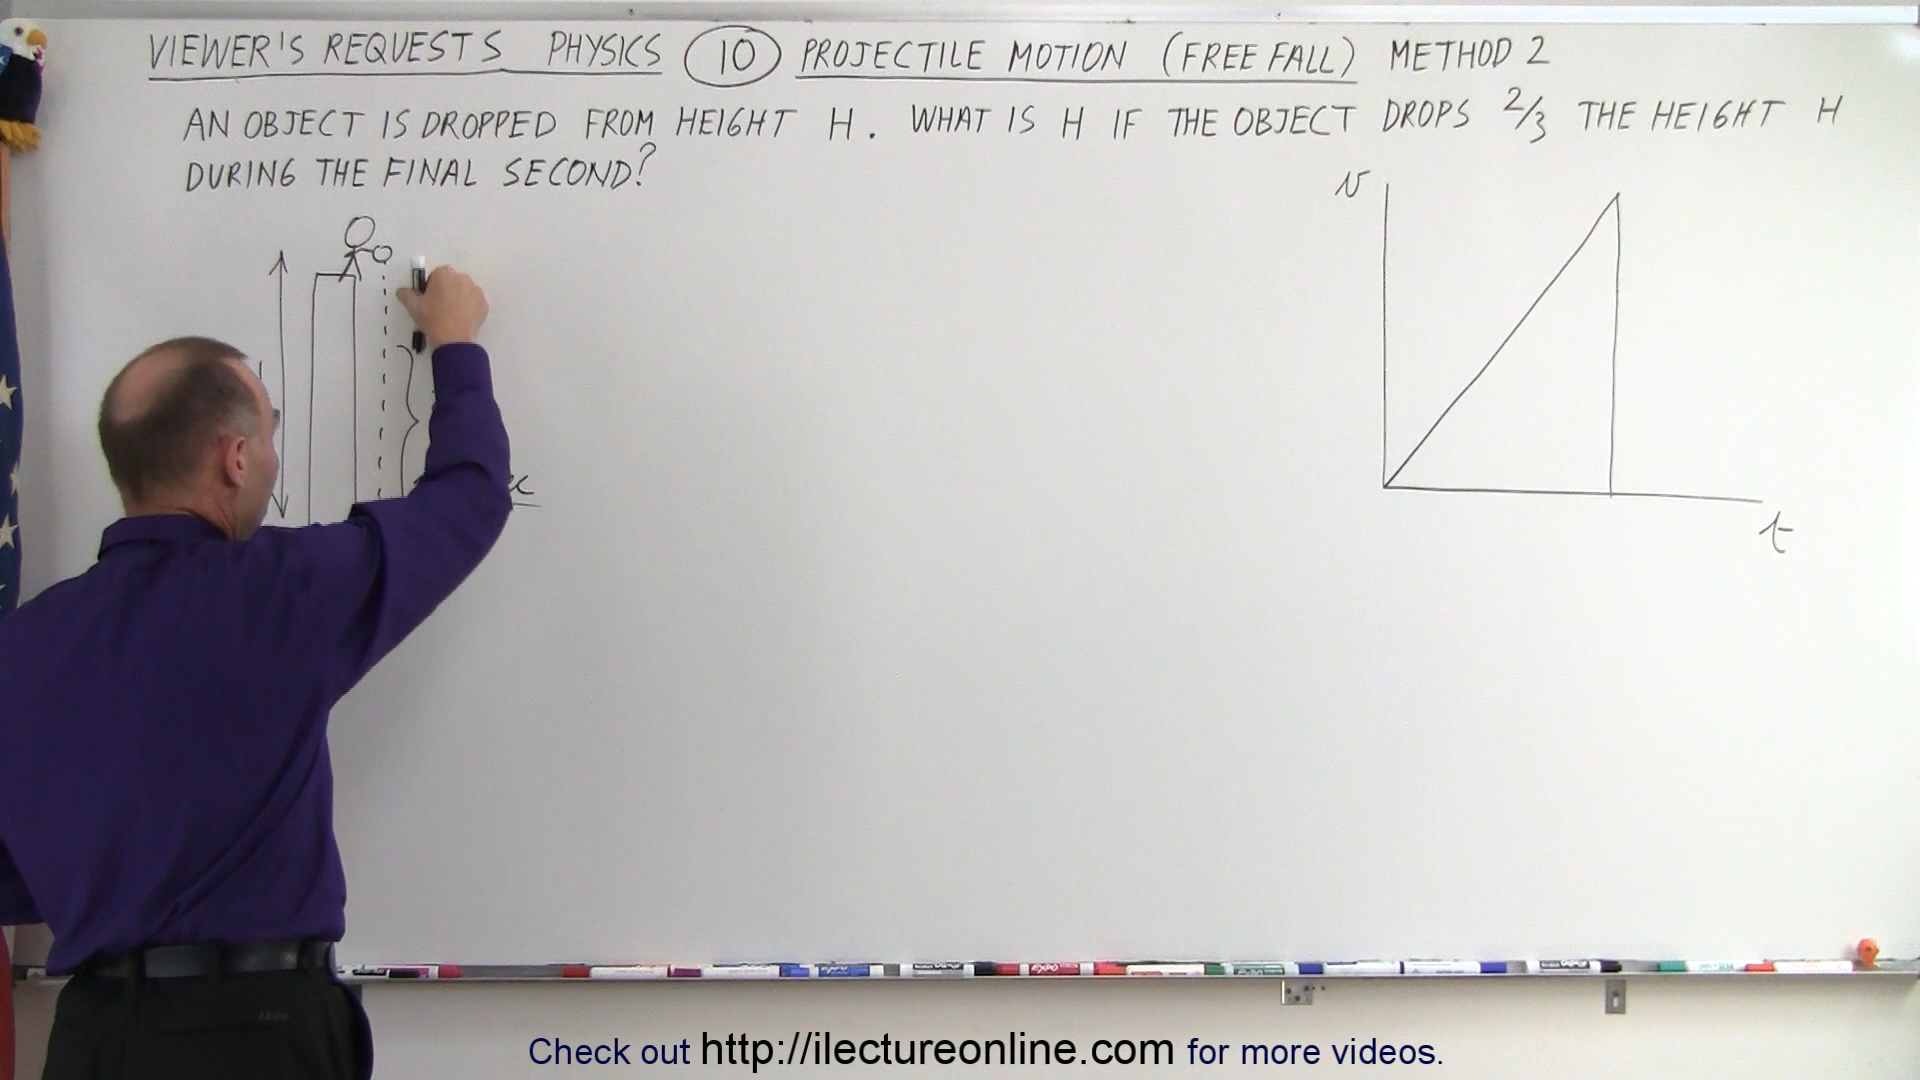 VIEWER'S REQUESTS PHYSICS 10 PROJECTILE MOTION (FREE FALL) METHOD 2
AN OBJECT IS DROPPED FROM HEIGHT H. WHAT IS H IF THE OBJECT DROPS 2/3 THE HEIGHT H
DURING THE FINAL SECOND?
v
t
Check out http://ilectureonline.com for more videos.